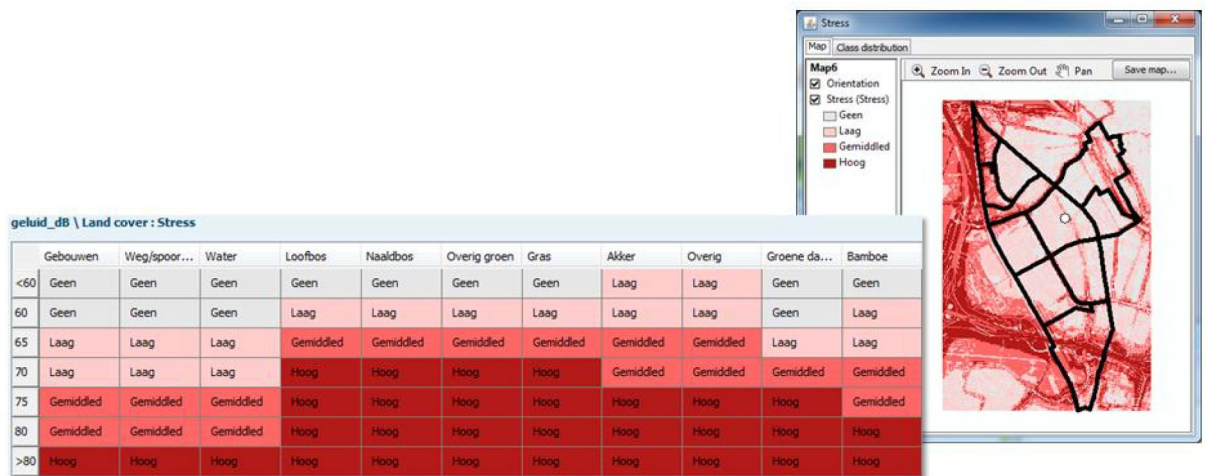 Stress
Map Class distribution
Map6
Orientation
Stress (Stress)
Geen
Laag
Gemiddled
Hoog
Zoom In Zoom Out Pan Save map...
geluid_dB \ Land cover : Stress
Gebouwen Weg/spoor... Water Loofbos Naaldbos Overig groen Gras Akker Overig Groene da... Bamboe
<60 Geen Geen Geen Geen Geen Geen Geen Laag Laag Geen Geen
60 Geen Geen Geen Laag Laag Laag Laag Laag Laag Geen Laag
65 Laag Laag Laag Gemiddled Gemiddled Gemiddled Gemiddled Gemiddled Gemiddled Laag Laag
70 Laag Laag Laag Hoog Hoog Hoog Hoog Gemiddled Gemiddled Gemiddled Gemiddled
75 Gemiddled Gemiddled Gemiddled Hoog Hoog Hoog Hoog Hoog Hoog Hoog Gemiddled
80 Gemiddled Gemiddled Gemiddled Hoog Hoog Hoog Hoog Hoog Hoog Hoog Hoog
>80 Hoog Hoog Hoog Hoog Hoog Hoog Hoog Hoog Hoog Hoog Hoog